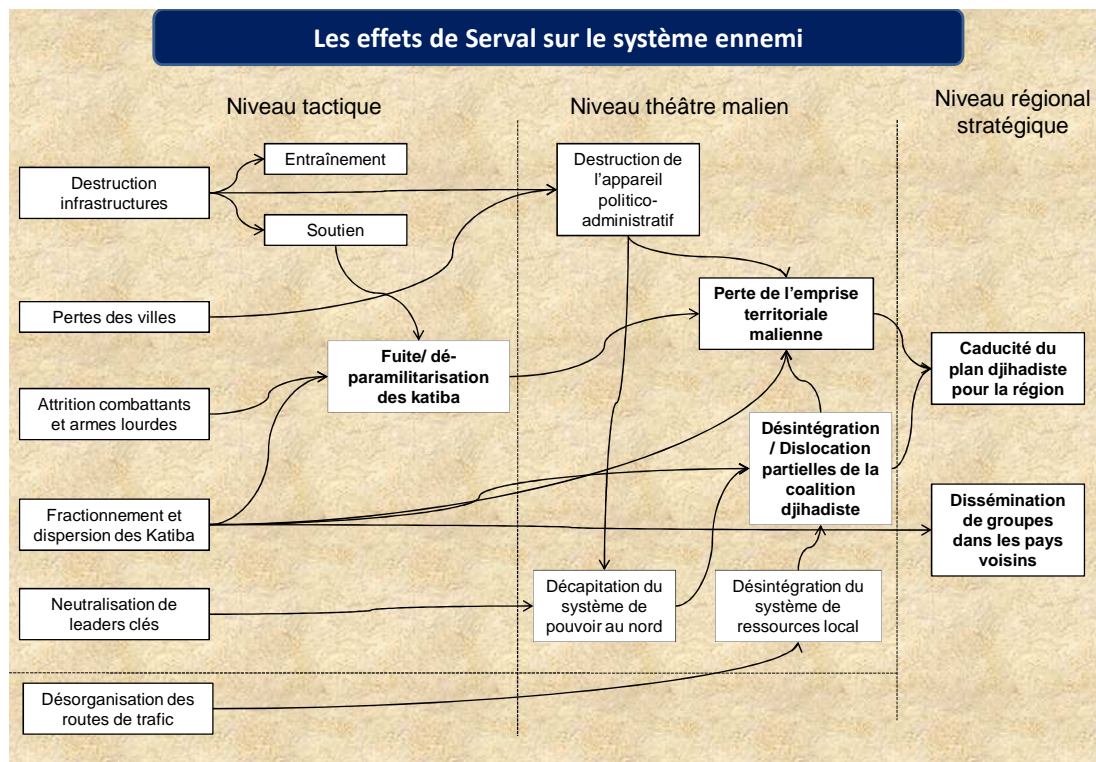 Les effets de Serval sur le système ennemi
Niveau tactique
Niveau théâtre malien
Niveau régional
stratégique
Destruction
infrastructures
Entraînement
Soutien
Pertes des villes
Fuite/ dé-
paramilitarisation
des katiba
Attrition combattants
et armes lourdes
Fractionnement et
dispersion des Katiba
Neutralisation de
leaders clés
Désorganisation des
routes de trafic
Destruction de
l’appareil
politico-
administratif
Perte de l’emprise
territoriale
malienne
Désintégration
/ Dislocation
partielles de la
coalition
djihadiste
Décapitation du
système de
pouvoir au nord
Désintégration du
système de
ressources local
Caducité du
plan djihadiste
pour la région
Dissémination
de groupes
dans les pays
voisins